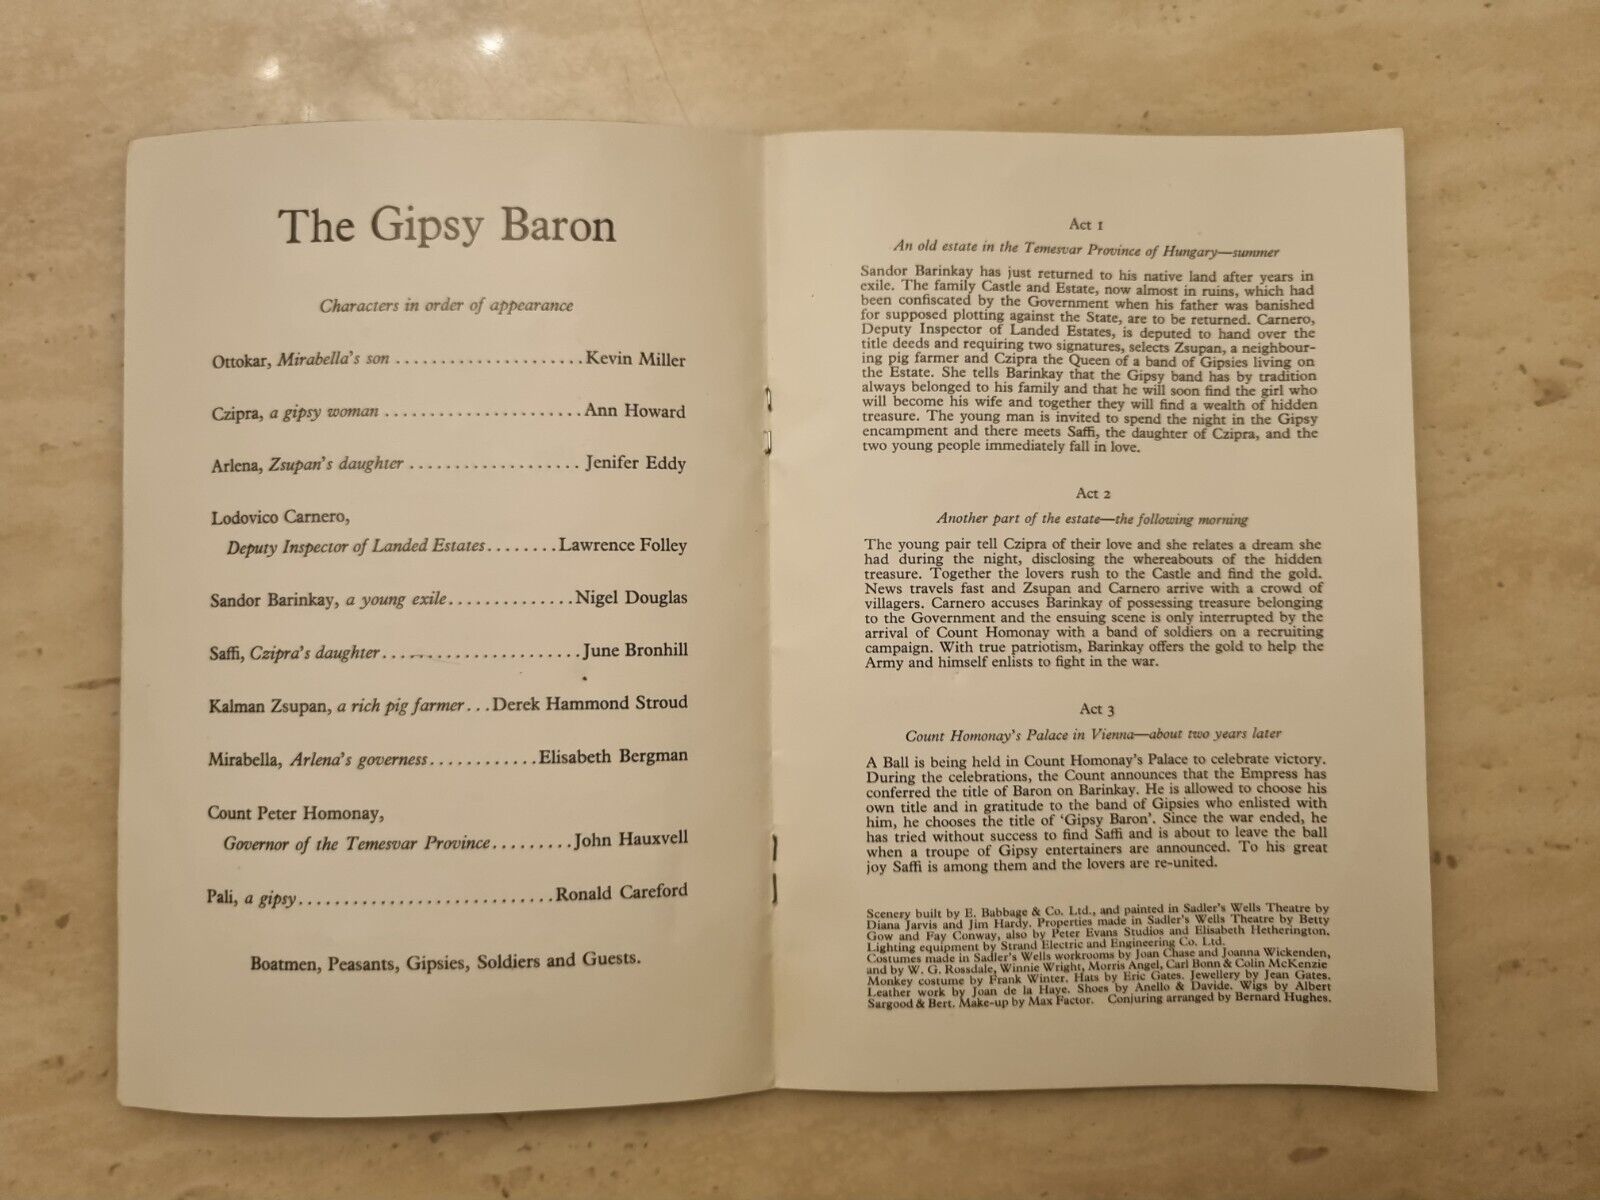 The Gipsy Baron
Characters in order of appearance
Ottokar, Mirabella's son ..................... Kevin Miller
Czipra, a gipsy woman ...................... Ann Howard
Arlena, Zsupan's daughter ................... Jenifer Eddy
Lodovico Carnero,
Deputy Inspector of Landed Estates........ Lawrence Folley
Sandor Barinkay, a young exile.............. Nigel Douglas
Saffi, Czipra's daughter...................... June Bronhill
Kalman Zsupan, a rich pig farmer... Derek Hammond Stroud
Mirabella, Arlena's governess............ Elisabeth Bergman
Count Peter Homonay,
Governor of the Temesvar Province......... John Hauxvell
Pali, a gipsy............................ Ronald Careford
Boatmen, Peasants, Gipsies, Soldiers and Guests.
Act 1
An old estate in the Temesvar Province of Hungary—summer
Sandor Barinkay has just returned to his native land after years in
exile. The family Castle and Estate, now almost in ruins, which had
been confiscated by the Government when his father was banished
for supposed plotting against the State, are to be returned. Carnero,
Deputy Inspector of Landed Estates, is deputed to hand over the
title deeds and requiring two signatures, selects Zsupan, a neighbour-
ing pig farmer and Czipra the Queen of a band of Gipsies living on
the Estate. She tells Barinkay that the Gipsy band has by tradition
always belonged to his family and that he will soon find the girl who
will become his wife and together they will find a wealth of hidden
treasure. The young man is invited to spend the night in the Gipsy
encampment and there meets Saffi, the daughter of Czipra, and the
two young people immediately fall in love.
Act 2
Another part of the estate—the following morning
The young pair tell Czipra of their love and she relates a dream she
had during the night, disclosing the whereabouts of the hidden
treasure. Together the lovers rush to the Castle and find the gold.
News travels fast and Zsupan and Carnero arrive with a crowd of
villagers. Carnero accuses Barinkay of possessing treasure belonging
to the Government and the ensuing scene is only interrupted by the
arrival of Count Homonay with a band of soldiers on a recruiting
campaign. With true patriotism, Barinkay offers the gold to help the
Army and himself enlists to fight in the war.
Act 3
Count Homonay's Palace in Vienna—about two years later
A Ball is being held in Count Homonay's Palace to celebrate victory.
During the celebrations, the Count announces that the Empress has
conferred the title of Baron on Barinkay. He is allowed to choose his
own title and in gratitude to the band of Gipsies who enlisted with
him, he chooses the title of 'Gipsy Baron'. Since the war ended, he
has tried without success to find Saffi and is about to leave the ball
when a troupe of Gipsy entertainers are announced. To his great
joy Saffi is among them and the lovers are re-united.
Scenery built by E. Babbage & Co. Ltd., and painted in Sadler's Wells Theatre by
Diana Jarvis and Jim Hardy. Properties made in Sadler's Wells Theatre by Betty
Gow and Fay Conway, also by Peter Evans Studios and Elisabeth Hetherington.
Lighting equipment by Strand Electric and Engineering Co. Ltd.
Costumes made in Sadler's Wells workrooms by Joan Chase and Joanna Wickenden,
and by W. G. Rossdale, Winnie Wright, Morris Angel, Carl Bonn & Colin McKenzie
Monkey costume by Frank Winter. Hats by Eric Gates. Jewellery by Jean Gates.
Leather work by Joan de la Haye. Shoes by Anello & Davide. Wigs by Albert
Sargood & Bert. Make-up by Max Factor. Conjuring arranged by Bernard Hughes.